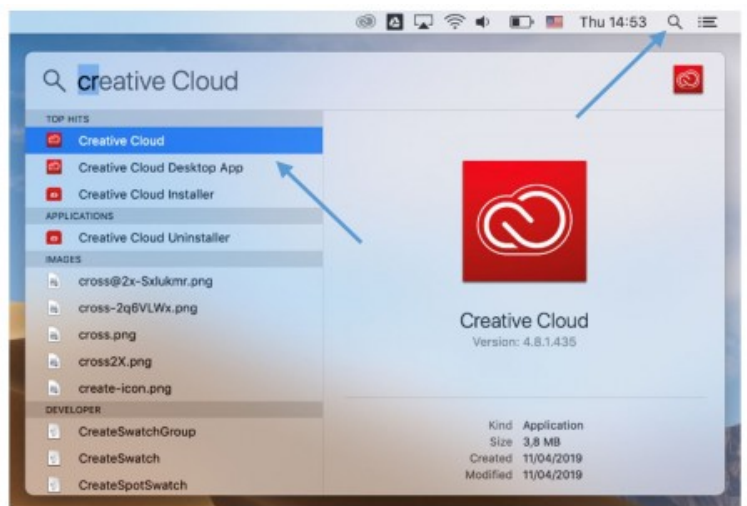 Thu 14:53
creative Cloud
TOP HITS
Creative Cloud
Creative Cloud Desktop App
Creative Cloud Installer
APPLICATIONS
Creative Cloud Uninstaller
IMAGES
cross@2x-Sxlukmr.png
cross-2q6VLWx.png
cross.png
cross2X.png
create-icon.png
DEVELOPER
CreateSwatchGroup
CreateSwatch
CreateSpotSwatch
Creative Cloud
Version: 4.8.1.435
Kind Application
Size 3,8 MB
Created 11/04/2019
Modified 11/04/2019